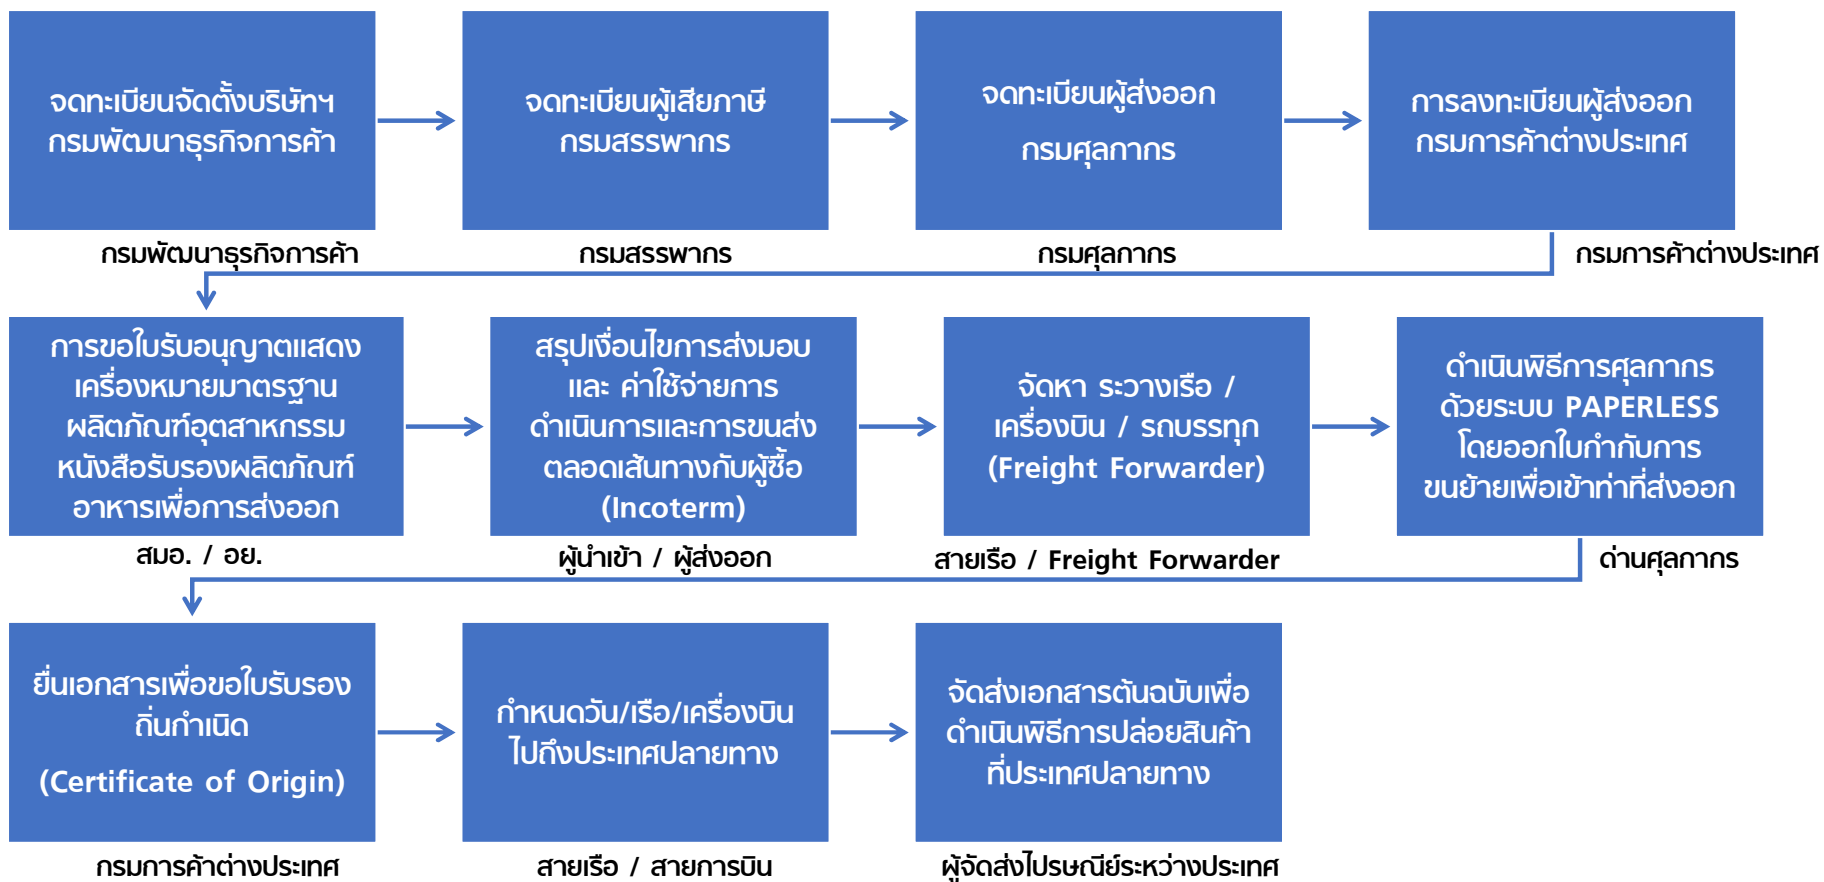 จดทะเบียนจัดตั้งบริษัทฯ
กรมพัฒนาธุรกิจการค้า
จดทะเบียนผู้เสียภาษี
กรมสรรพากร
จดทะเบียนผู้ส่งออก
กรมศุลกากร
การลงทะเบียนผู้ส่งออก
กรมการค้าต่างประเทศ
กรมพัฒนาธุรกิจการค้า
กรมสรรพากร
กรมศุลกากร
กรมการค้าต่างประเทศ
การขอใบรับอนุญาตแสดง
เครื่องหมายมาตรฐาน
ผลิตภัณฑ์อุตสาหกรรม
หนังสือรับรองผลิตภัณฑ์
อาหารเพื่อการส่งออก
สรุปเงื่อนไขการส่งมอบ
และ ค่าใช้จ่ายการ
ดำเนินการและการขนส่ง
ตลอดเส้นทางกับผู้ซื้อ
(Incoterm)
จัดหา ระวางเรือ /
เครื่องบิน / รถบรรทุก
(Freight Forwarder)
ดำเนินพิธีการศุลกากร
ด้วยระบบ PAPERLESS
โดยออกใบกำกับการ
ขนย้ายเพื่อเข้าท่าที่ส่งออก
สมอ. / อย.
ผู้นำเข้า / ผู้ส่งออก
สายเรือ / Freight Forwarder
ด่านศุลกากร
ยื่นเอกสารเพื่อขอใบรับรอง
ถิ่นกำเนิด
(Certificate of Origin)
กำหนดวัน/เรือ/เครื่องบิน
ไปถึงประเทศปลายทาง
จัดส่งเอกสารต้นฉบับเพื่อ
ดำเนินพิธีการปล่อยสินค้า
ที่ประเทศปลายทาง
กรมการค้าต่างประเทศ
สายเรือ / สายการบิน
ผู้จัดส่งไปรษณีย์ระหว่างประเทศ